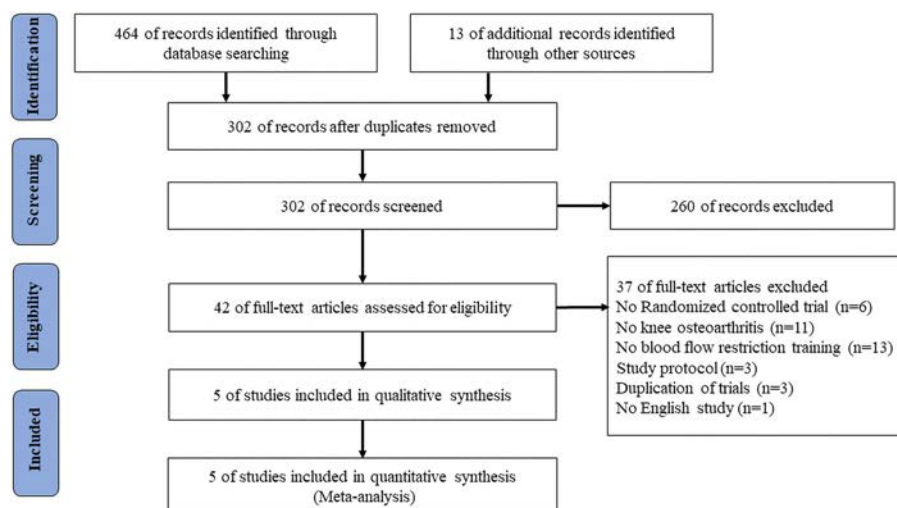 Identification
464 of records identified through
database searching
13 of additional records identified
through other sources
302 of records after duplicates removed
Screening
302 of records screened
260 of records excluded
Eligibility
42 of full-text articles assessed for eligibility
37 of full-text articles excluded
No Randomized controlled trial (n=6)
No knee osteoarthritis (n=11)
No blood flow restriction training (n=13)
Study protocol (n=3)
Duplication of trials (n=3)
No English study (n=1)
5 of studies included in qualitative synthesis
Included
5 of studies included in quantitative synthesis
(Meta-analysis)